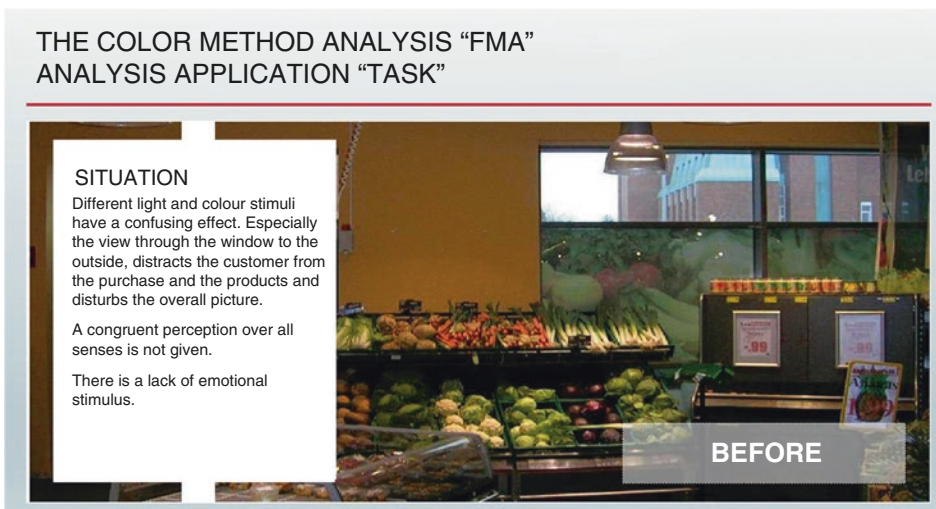 THE COLOR METHOD ANALYSIS “FMA”
ANALYSIS APPLICATION “TASK”
SITUATION
Different light and colour stimuli
have a confusing effect. Especially
the view through the window to the
outside, distracts the customer from
the purchase and the products and
disturbs the overall picture.
A congruent perception over all
senses is not given.
There is a lack of emotional
stimulus.
Le
-.99
-.99
BEFORE